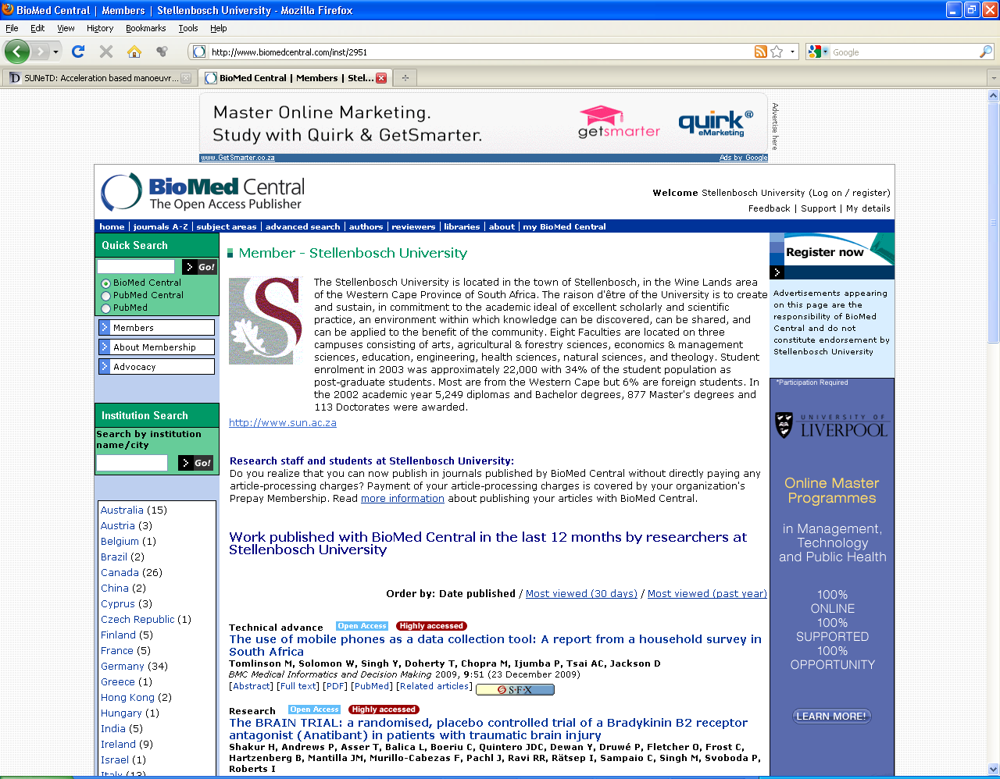 BioMed Central | Members | Stellenbosch University - Mozilla Firefox
File Edit View History Bookmarks Tools Help
http://www.biomedcentral.com/inst/2951
Google
SUNeTD: Acceleration based manoeuvr...
BioMed Central | Members | Stel...
Master Online Marketing.
Study with Quirk & GetSmarter.
getsmarter
quirk@
eMarketing
Advertise here
www.GetSmarter.co.za
Ads by Google
BioMed Central
The Open Access Publisher
Welcome Stellenbosch University (Log on / register)
Feedback | Support | My details
home | journals A-Z | subject areas | advanced search | authors | reviewers | libraries | about | my BioMed Central
Quick Search
Go!
BioMed Central
PubMed Central
PubMed
Members
About Membership
Advocacy
Institution Search
Search by institution
name/city
Go!
Australia (15)
Austria (3)
Belgium (1)
Brazil (2)
Canada (26)
China (2)
Cyprus (3)
Czech Republic (1)
Finland (5)
France (5)
Germany (34)
Greece (1)
Hong Kong (2)
Hungary (1)
India (5)
Ireland (9)
Israel (1)
Italy (13)
Member - Stellenbosch University
S
The Stellenbosch University is located in the town of Stellenbosch, in the Wine Lands area
of the Western Cape Province of South Africa. The raison d'être of the University is to create
and sustain, in commitment to the academic ideal of excellent scholarly and scientific
practice, an environment within which knowledge can be discovered, can be shared, and
can be applied to the benefit of the community. Eight Faculties are located on three
campuses consisting of arts, agricultural & forestry sciences, economics & management
sciences, education, engineering, health sciences, natural sciences, and theology. Student
enrolment in 2003 was approximately 22,000 with 34% of the student population as
post-graduate students. Most are from the Western Cape but 6% are foreign students. In
the 2002 academic year 5,249 diplomas and Bachelor degrees, 877 Master's degrees and
113 Doctorates were awarded.
http://www.sun.ac.za
Research staff and students at Stellenbosch University:
Do you realize that you can now publish in journals published by BioMed Central without directly paying any
article-processing charges? Payment of your article-processing charges is covered by your organization's
Prepay Membership. Read more information about publishing your articles with BioMed Central.
Work published with BioMed Central in the last 12 months by researchers at
Stellenbosch University
Order by: Date published / Most viewed (30 days) / Most viewed (past year)
Technical advance Open Access Highly accessed
The use of mobile phones as a data collection tool: A report from a household survey in
South Africa
Tomlinson M, Solomon W, Singh Y, Doherty T, Chopra M, Ijumba P, Tsai AC, Jackson D
BMC Medical Informatics and Decision Making 2009, 9:51 (23 December 2009)
[Abstract] [Full text] [PDF] [PubMed] [Related articles] S·F·X
Research Open Access Highly accessed
The BRAIN TRIAL: a randomised, placebo controlled trial of a Bradykinin B2 receptor
antagonist (Anatibant) in patients with traumatic brain injury
Shakur H, Andrews P, Asser T, Balica L, Boeriu C, Quintero JDC, Dewan Y, Druwé P, Fletcher O, Frost C,
Hartzenberg B, Mantilla JM, Murillo-Cabezas F, Pachl J, Ravi RR, Rätsep I, Sampaio C, Singh M, Svoboda P,
Roberts I
Register now
Advertisements appearing
on this page are the
responsibility of BioMed
Central and do not
constitute endorsement by
Stellenbosch University
*Participation Required
UNIVERSITY OF
LIVERPOOL
Online Master
Programmes
in Management,
Technology
and Public Health
100%
ONLINE
100%
SUPPORTED
100%
OPPORTUNITY
LEARN MORE!